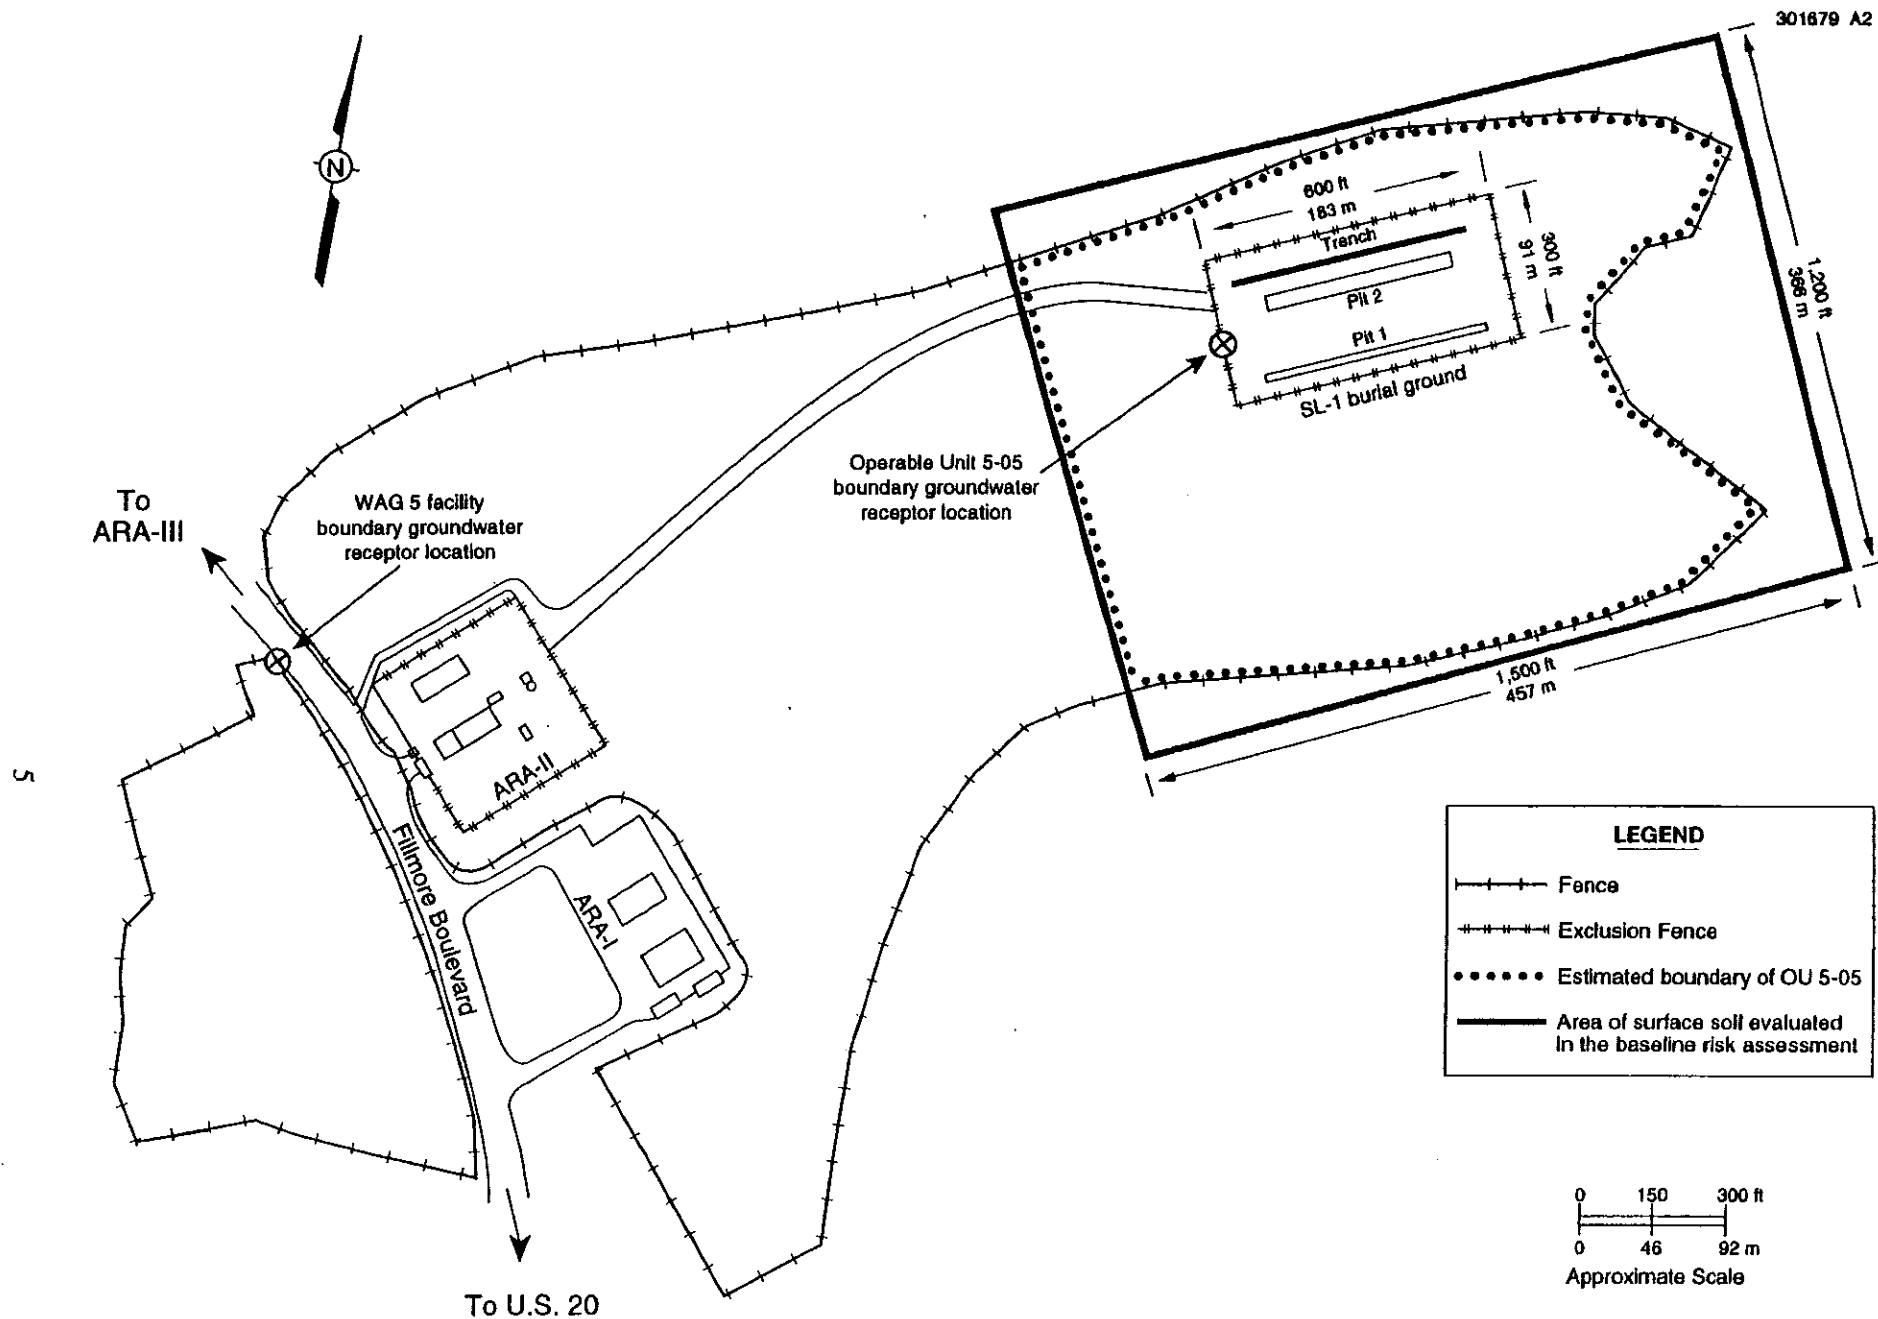 301679 A2
N
600 ft
183 m
Trench
300 ft
91 m
Pit 2
Pit 1
SL-1 burial ground
1,200 ft
366 m
Operable Unit 5-05
boundary groundwater
receptor location
To
ARA-III
WAG 5 facility
boundary groundwater
receptor location
1,500 ft
457 m
5
ARA-II
Fillmore Boulevard
ARA-I
LEGEND
Fence
Exclusion Fence
Estimated boundary of OU 5-05
Area of surface soil evaluated
in the baseline risk assessment
0 150 300 ft
0 46 92 m
Approximate Scale
To U.S. 20